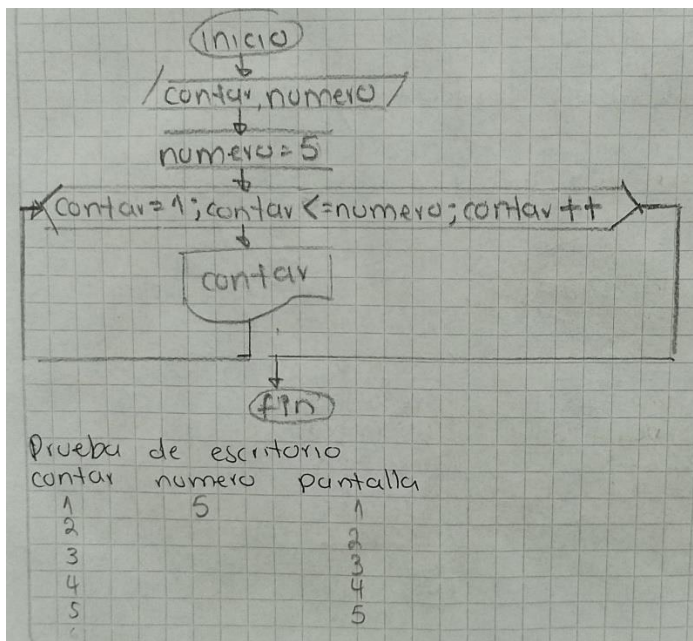 inicio
contar, numero
numero = 5
contar = 1; contar <= numero; contar ++
contar
fin
Prueba de escritorio
contar numero pantalla
1 5 1
2 2
3 3
4 4
5 5